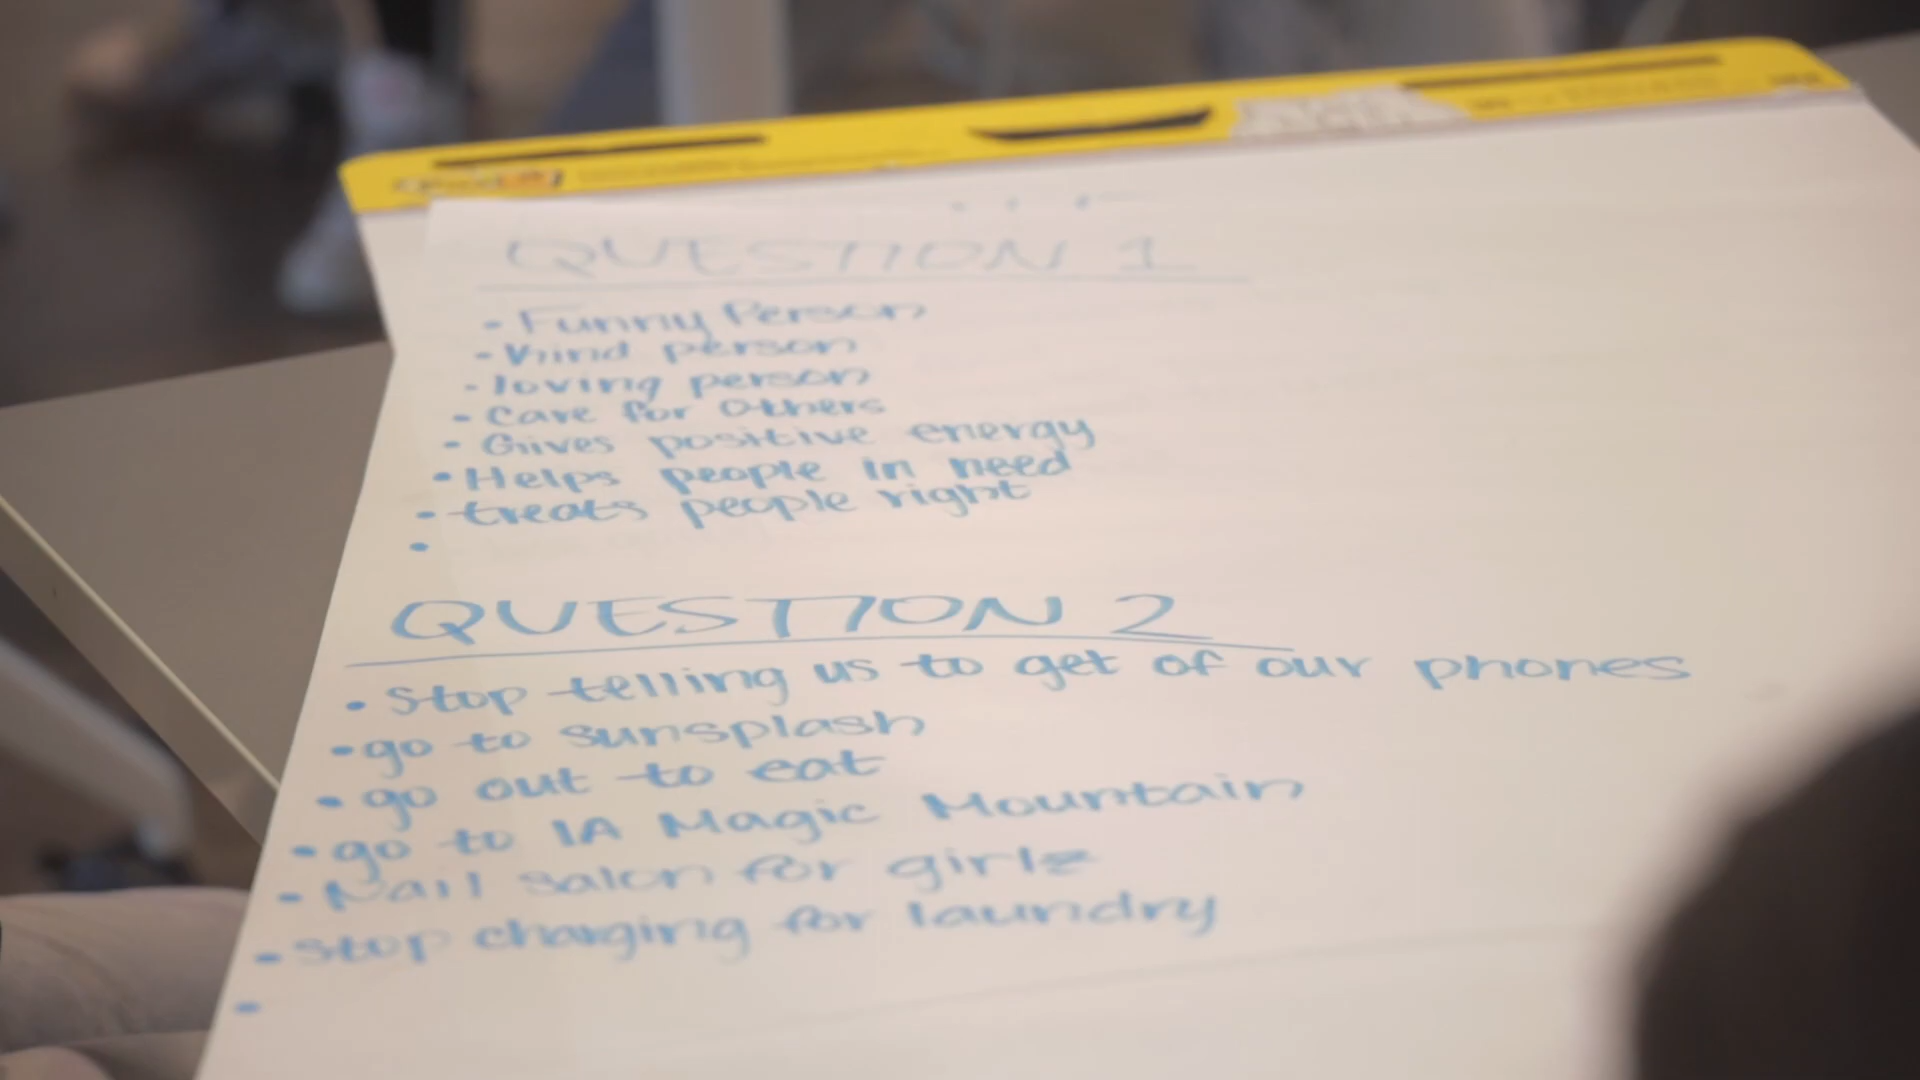 QUESTION 1
• Funny Person
• Kind person
• loving person
• Care for Others
• Gives positive energy
• Helps people in need
• treats people right
•
QUESTION 2
• Stop telling us to get of our phones
• go to sunsplash
• go out to eat
• go to LA Magic Mountain
• Nail Salon for girls
• Stop charging for laundry
•